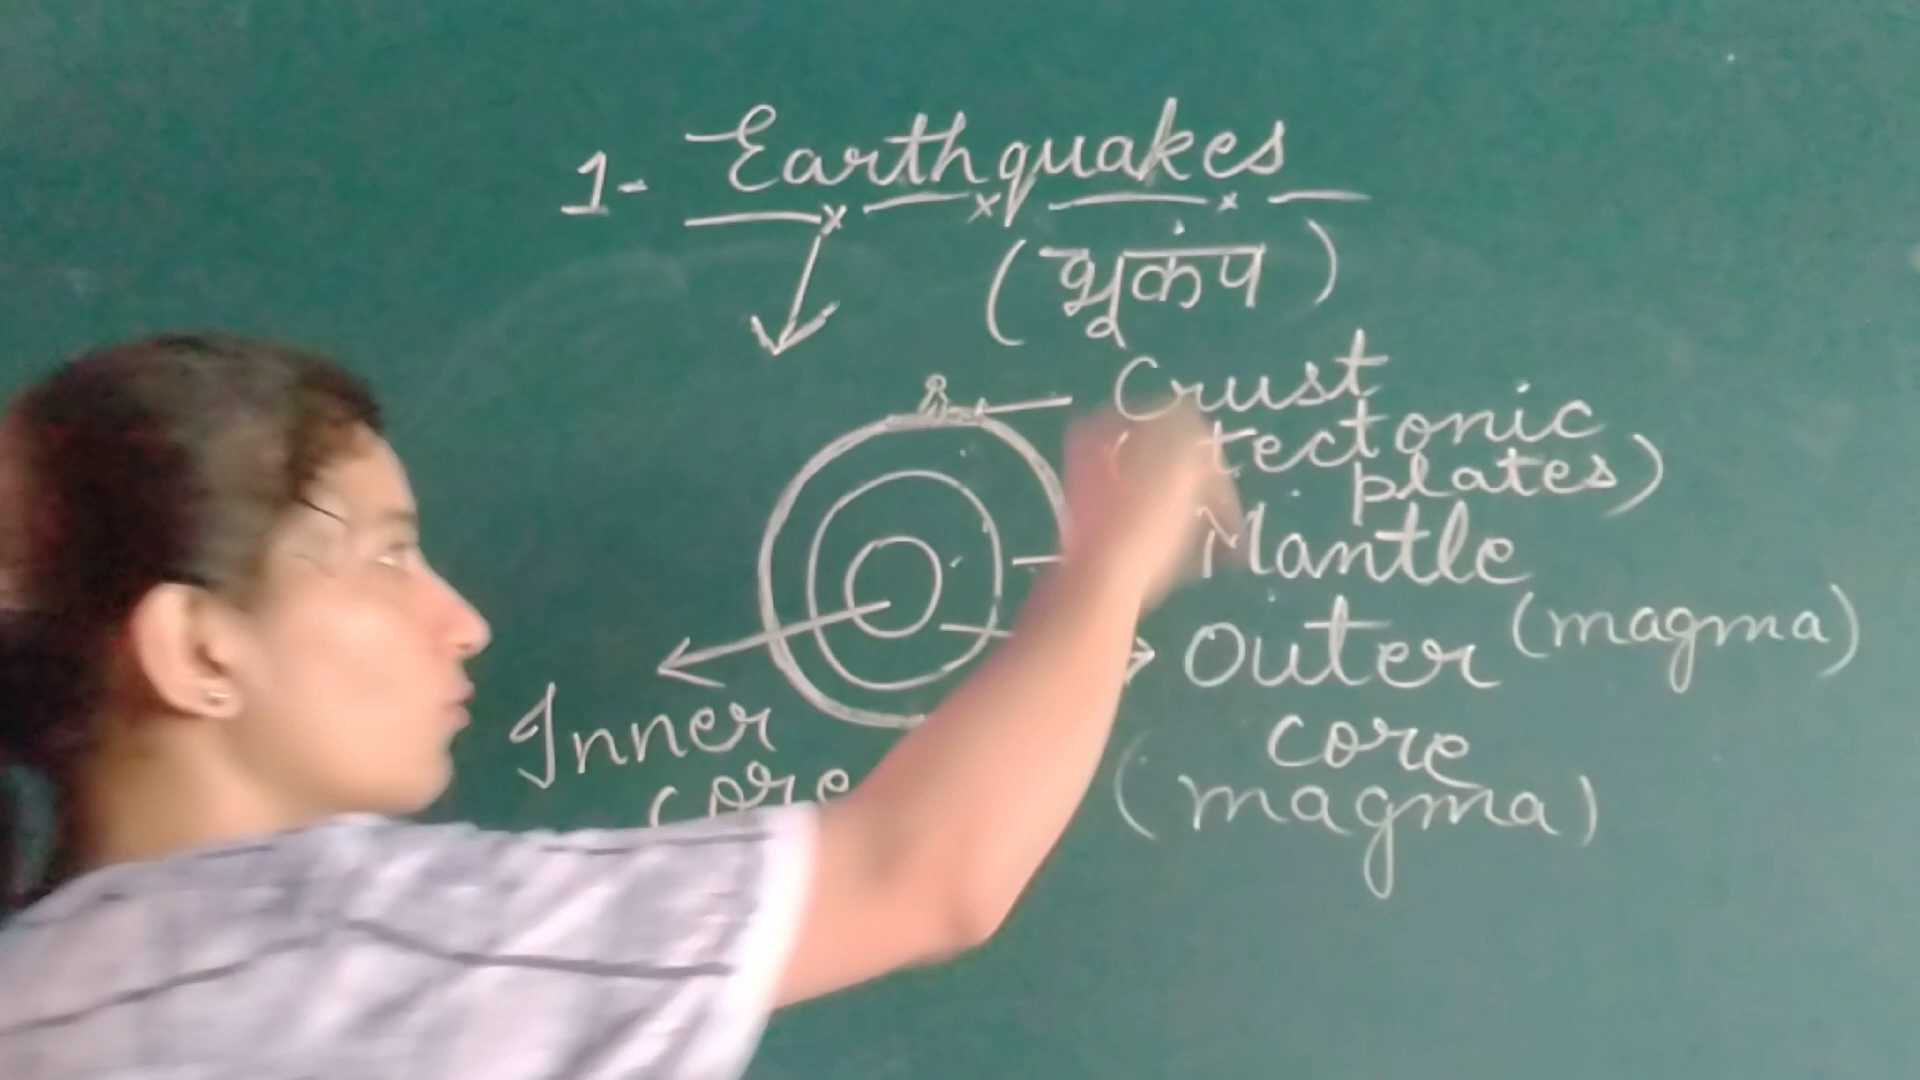 1- Earthquakes
(भूकंप)
Crust
(tectonic
plates)
Mantle
(magma)
Outer
core
(magma)
Inner
core